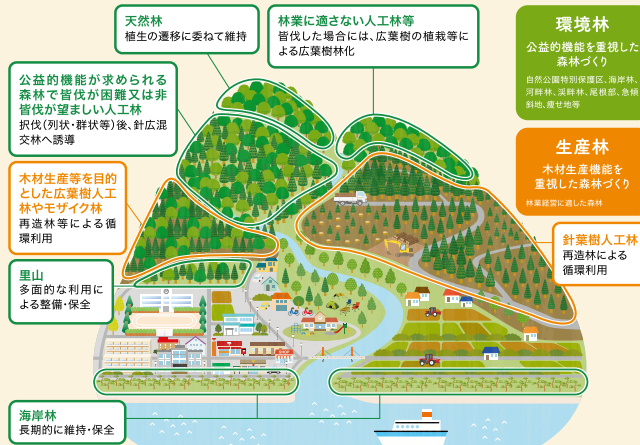 天然林
植生の遷移に委ねて維持
林業に適さない人工林等
皆伐した場合には、広葉樹の植栽等に
よる広葉樹林化
環境林
公益的機能を重視した
森林づくり
自然公園特別保護区、海岸林、
河畔林、渓畔林、尾根部、急傾
斜地、痩せ地等
公益的機能が求められる
森林で皆伐が困難又は非
皆伐が望ましい人工林
択伐(列状・群状等)後、針広混
交林へ誘導
生産林
木材生産機能を
重視した森林づくり
林業経営に適した森林
木材生産等を目的
とした広葉樹人工
林やモザイク林
再造林等による循
環利用
針葉樹人工林
再造林による
循環利用
里山
多面的な利用に
よる整備・保全
海岸林
長期的に維持・保全